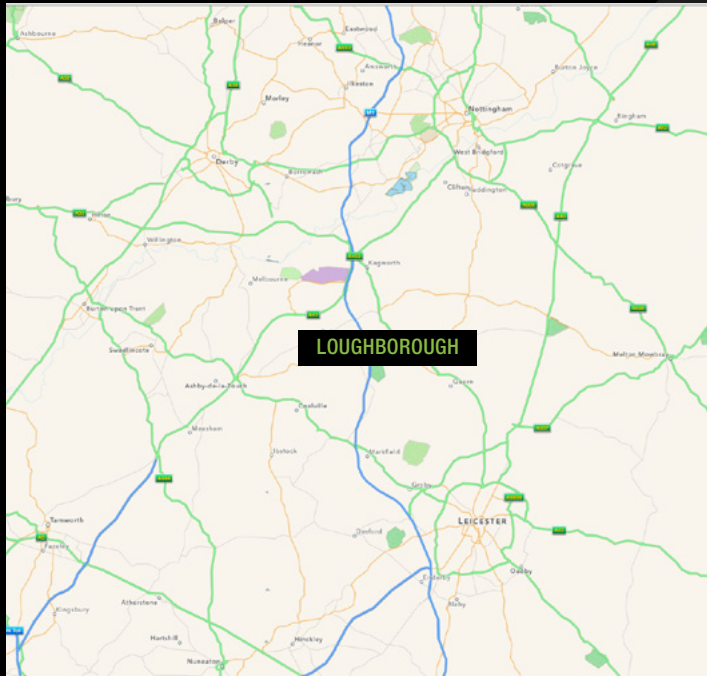 Ashbourne
Belper
Eastwood
Heanor
Ilkeston
Morley
M1
Nottingham
Burton Joyce
Bingham
Derby
West Bridgford
Cotgrave
Borrowash
Clifton
Ruddington
Willington
Kegworth
Melbourne
Burton upon Trent
Swadlincote
LOUGHBOROUGH
Melton Mowbray
Ashby-de-la-Zouch
Quorn
Coalville
Measham
Ibstock
Markfield
Groby
Tamworth
LEICESTER
Fazeley
Desford
Oadby
Enderby
Blaby
Atherstone
Kingsbury
Hartshill
Hinckley
Nuneaton